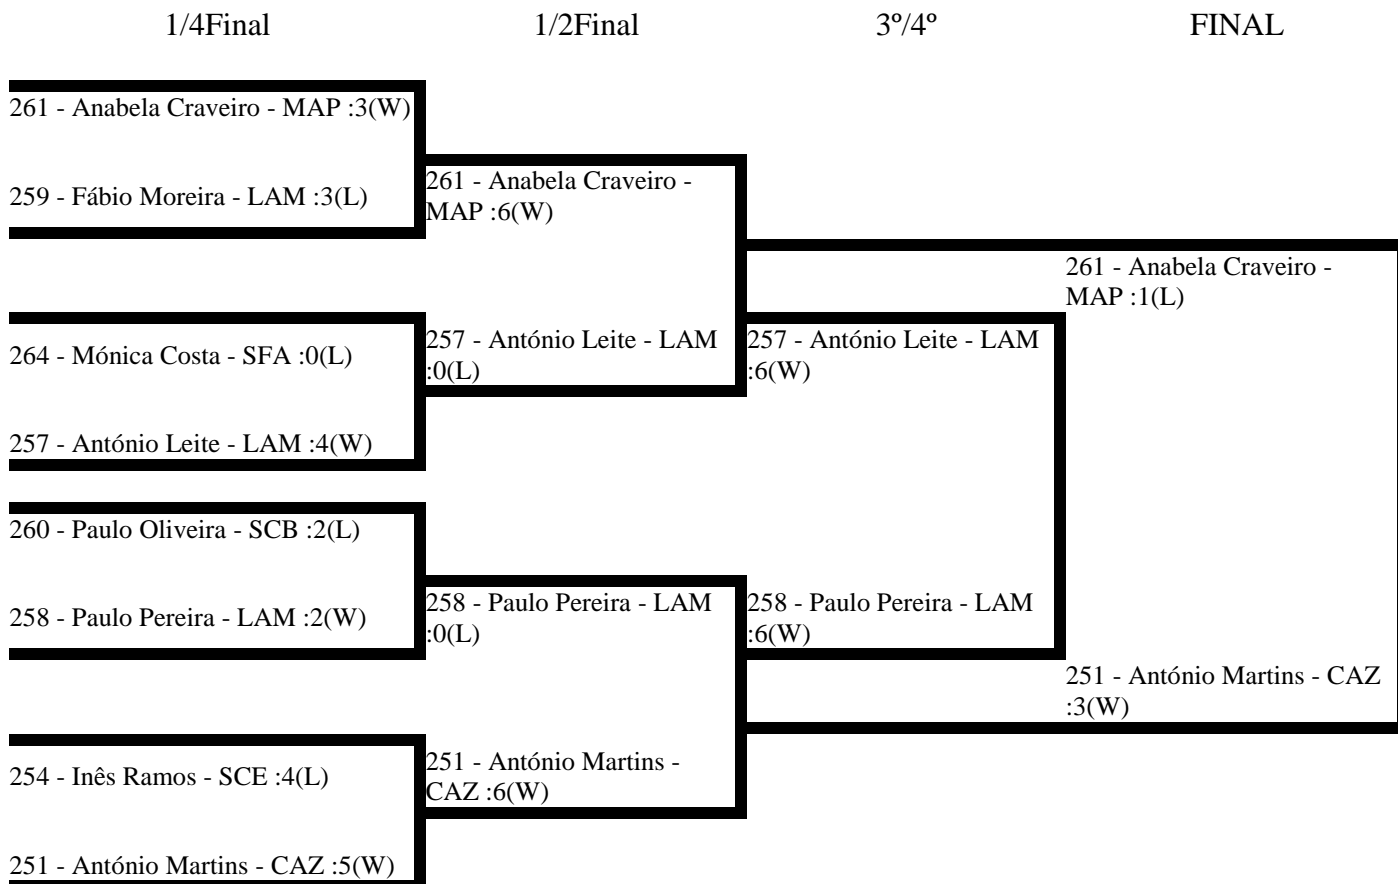 1/4Final 1/2Final 3º/4º FINAL
261 - Anabela Craveiro - MAP :3(W)
259 - Fábio Moreira - LAM :3(L)
264 - Mónica Costa - SFA :0(L)
257 - António Leite - LAM :4(W)
260 - Paulo Oliveira - SCB :2(L)
258 - Paulo Pereira - LAM :2(W)
254 - Inês Ramos - SCE :4(L)
251 - António Martins - CAZ :5(W)
261 - Anabela Craveiro -
MAP :6(W)
257 - António Leite - LAM
:0(L)
258 - Paulo Pereira - LAM
:0(L)
251 - António Martins -
CAZ :6(W)
257 - António Leite - LAM
:6(W)
258 - Paulo Pereira - LAM
:6(W)
261 - Anabela Craveiro -
MAP :1(L)
251 - António Martins - CAZ
:3(W)